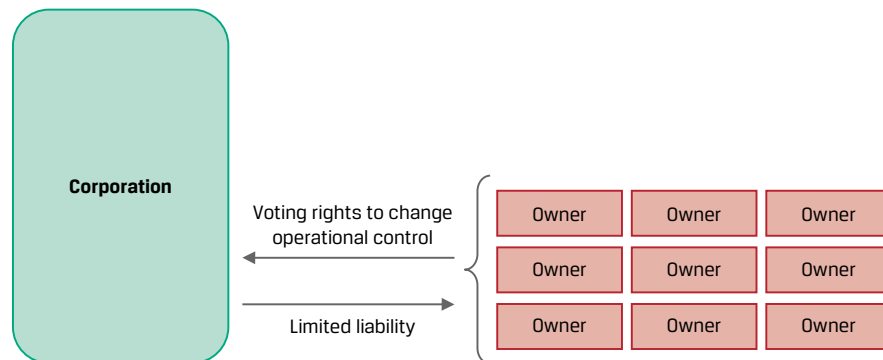 Corporation
Voting rights to change
operational control
Limited liability
Owner Owner Owner
Owner Owner Owner
Owner Owner Owner